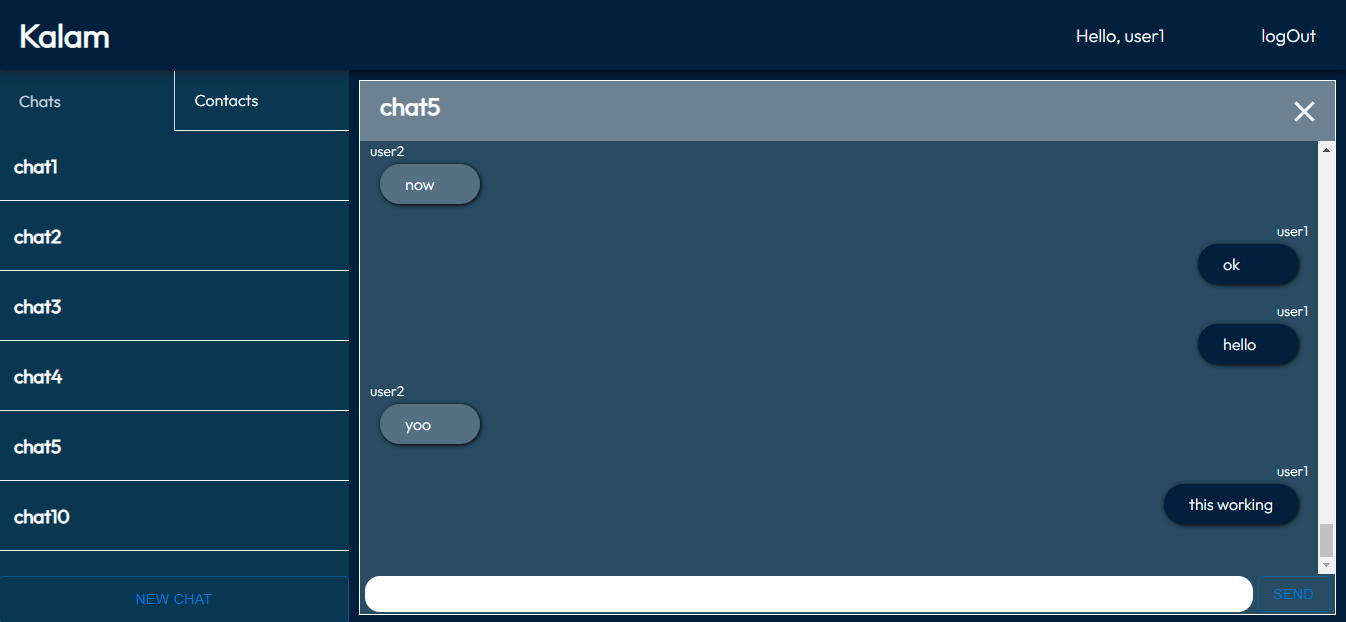 Kalam
Hello, user1
logOut
Chats
Contacts
chat1
chat2
chat3
chat4
chat5
chat10
NEW CHAT
chat5
user2
now
user1
ok
user1
hello
user2
yoo
user1
this working
SEND